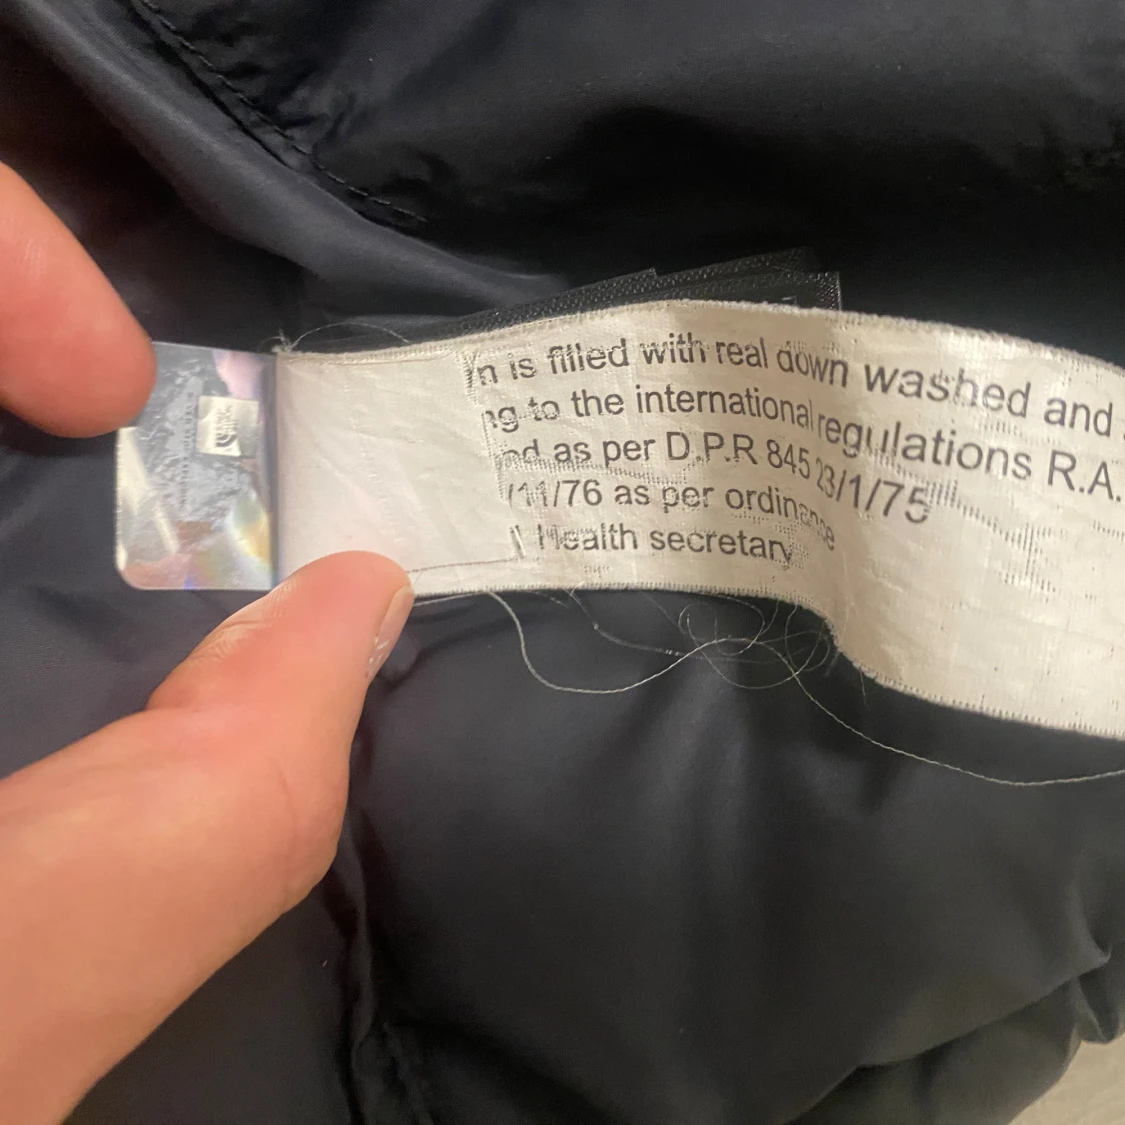 is filled with real down washed and
to the international regulations R.A.
as per D.P.R 845 23/1/75
/11/76 as per ordinance
Health secretary